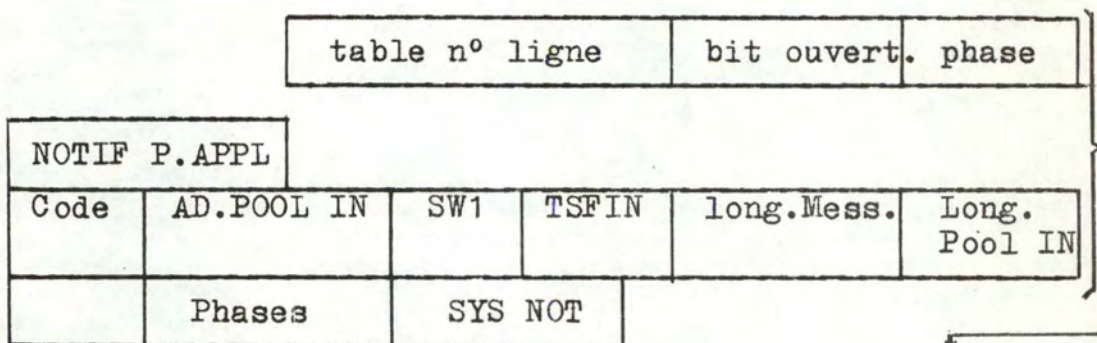 table n° ligne bit ouvert. phase
NOTIF P.APPL
Code AD.POOL IN SW1 TSFIN long.Mess. Long.
Pool IN
Phases SYS NOT